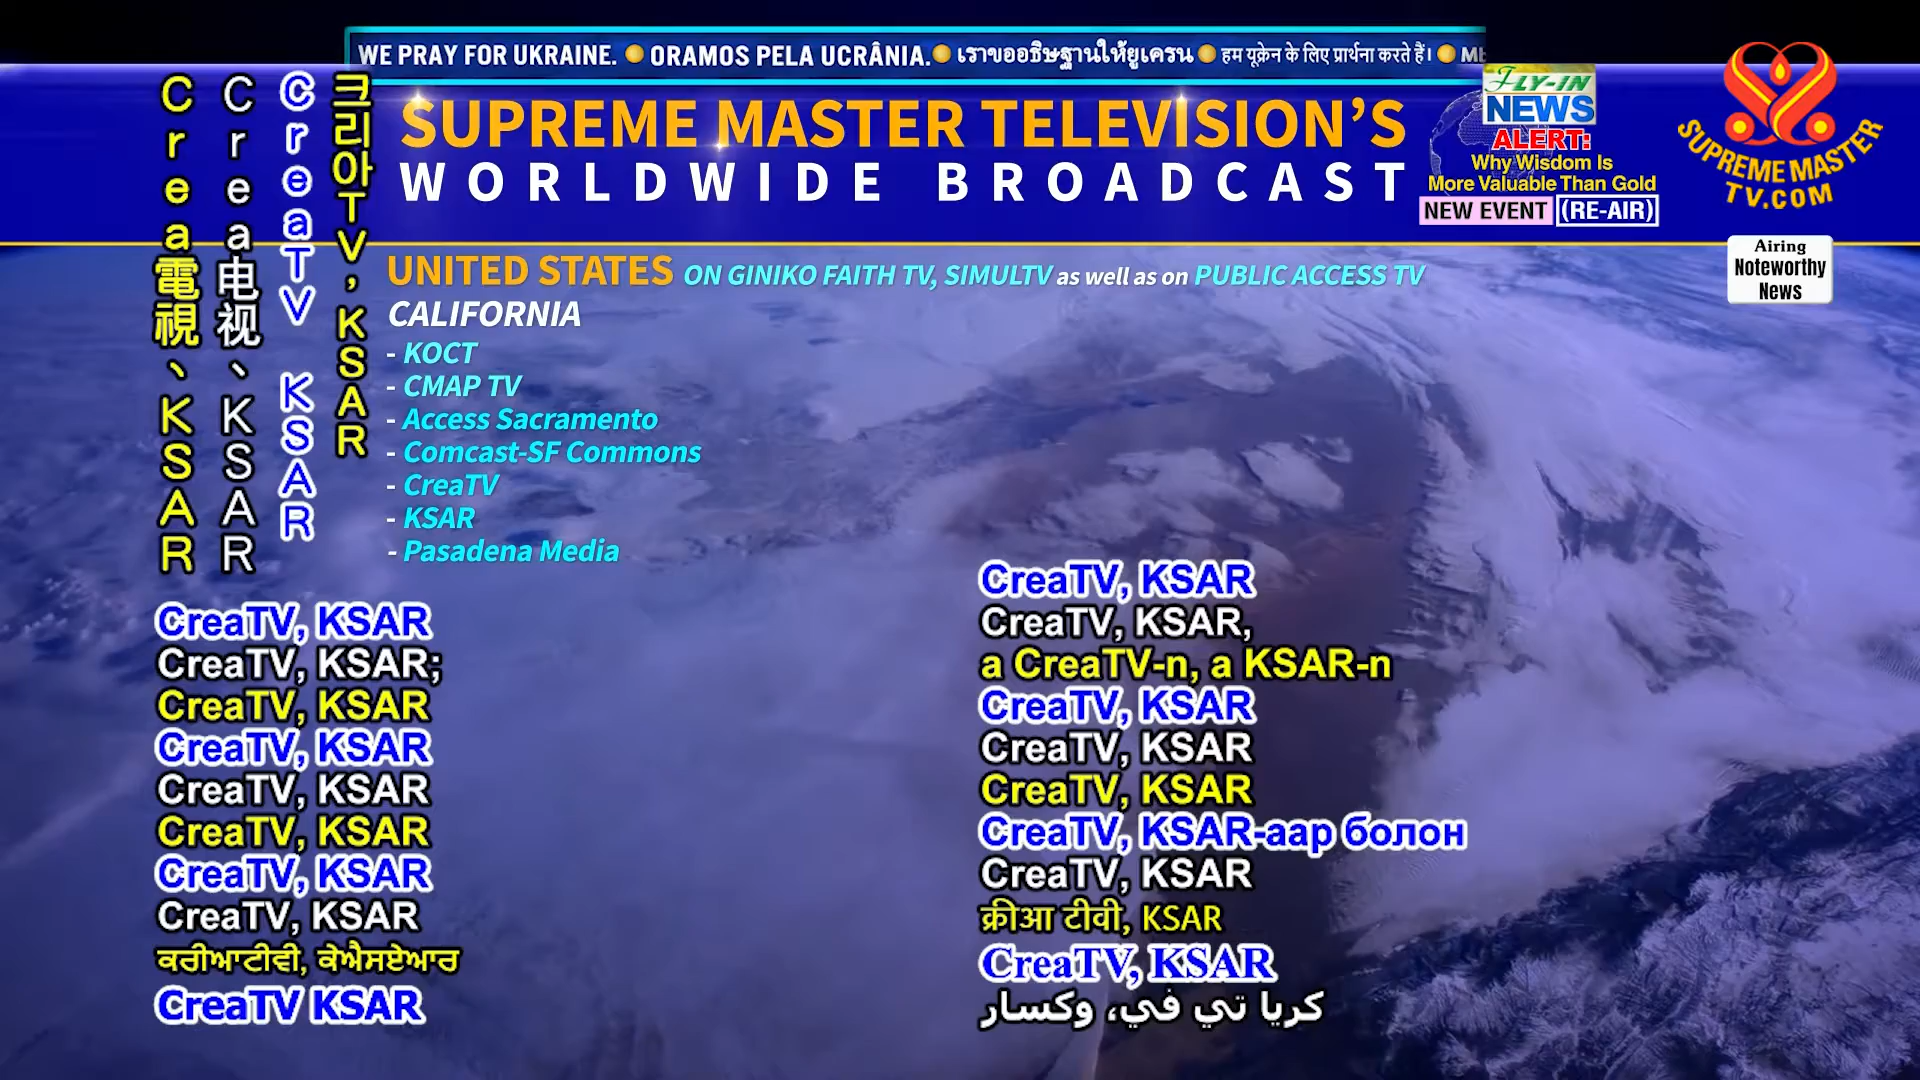 WE PRAY FOR UKRAINE. ORAMOS PELA UCRÂNIA. เราขออธิษฐานให้ยูเครน हम यूक्रेन के लिए प्रार्थना करते हैं।
SUPREME MASTER TELEVISION'S
WORLDWIDE BROADCAST
FLY-IN
NEWS
ALERT:
Why Wisdom Is
More Valuable Than Gold
NEW EVENT (RE-AIR)
SUPREME MASTER
TV.COM
Airing
Noteworthy
News
Crea電視、KSAR
Crea电视、KSAR
CreaTV KSAR
크리아TV, KSAR
UNITED STATES ON GINIKO FAITH TV, SIMULTV as well as on PUBLIC ACCESS TV
CALIFORNIA
- KOCT
- CMAP TV
- Access Sacramento
- Comcast-SF Commons
- CreaTV
- KSAR
- Pasadena Media
CreaTV, KSAR
CreaTV, KSAR;
CreaTV, KSAR
CreaTV, KSAR
CreaTV, KSAR
CreaTV, KSAR
CreaTV, KSAR
CreaTV, KSAR
ਕਰੀਆਟੀਵੀ, ਕੇਐਸਏਆਰ
CreaTV KSAR
CreaTV, KSAR
CreaTV, KSAR,
a CreaTV-n, a KSAR-n
CreaTV, KSAR
CreaTV, KSAR
CreaTV, KSAR
CreaTV, KSAR-аар болон
CreaTV, KSAR
क्रीआ टीवी, KSAR
CreaTV, KSAR
كريا تي في، وكسار